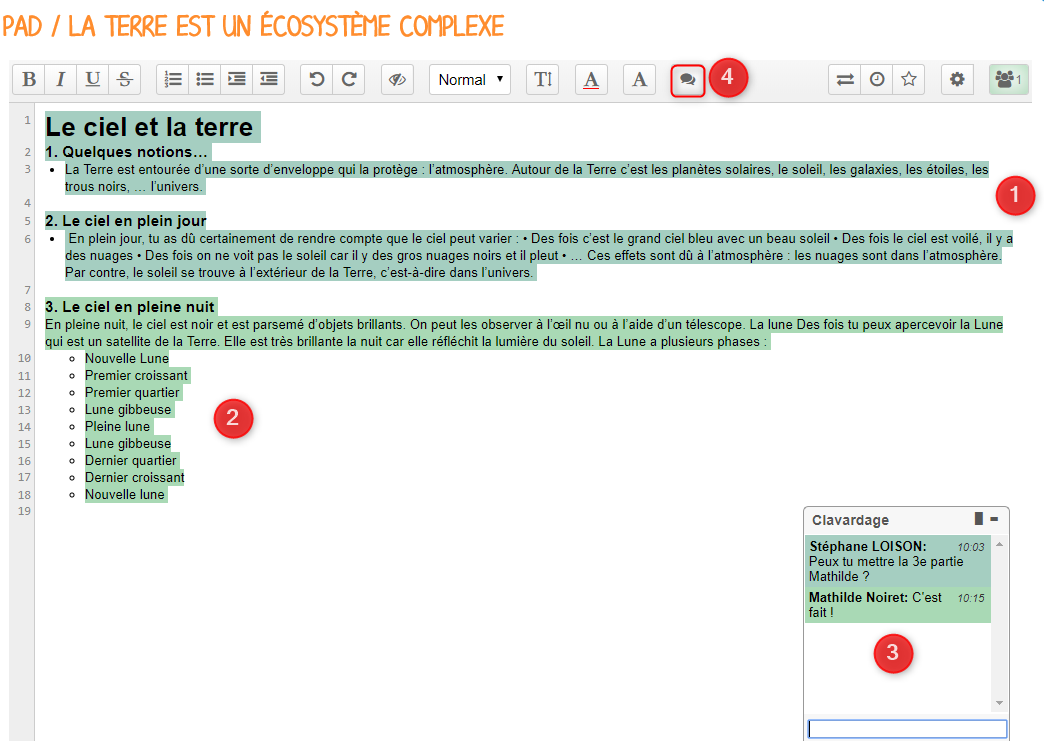 PAD / LA TERRE EST UN ÉCOSYSTÈME COMPLEXE
B I U S Normal T A A 4 1
1 Le ciel et la terre
2 1. Quelques notions…
3 • La Terre est entourée d'une sorte d'enveloppe qui la protège : l'atmosphère. Autour de la Terre c'est les planètes solaires, le soleil, les galaxies, les étoiles, les
trous noirs, … l'univers.
1
4
5 2. Le ciel en plein jour
6 • En plein jour, tu as dû certainement de rendre compte que le ciel peut varier : • Des fois c'est le grand ciel bleu avec un beau soleil • Des fois le ciel est voilé, il y a
des nuages • Des fois on ne voit pas le soleil car il y des gros nuages noirs et il pleut • … Ces effets sont dû à l'atmosphère : les nuages sont dans l'atmosphère.
Par contre, le soleil se trouve à l'extérieur de la Terre, c'est-à-dire dans l'univers.
7
8 3. Le ciel en pleine nuit
9 En pleine nuit, le ciel est noir et est parsemé d'objets brillants. On peut les observer à l'œil nu ou à l'aide d'un télescope. La lune Des fois tu peux apercevoir la Lune
qui est un satellite de la Terre. Elle est très brillante la nuit car elle réfléchit la lumière du soleil. La Lune a plusieurs phases :
10 Nouvelle Lune
11 Premier croissant
12 Premier quartier
13 Lune gibbeuse
2
14 Pleine lune
15 Lune gibbeuse
16 Dernier quartier
17 Dernier croissant
18 Nouvelle lune
19
Clavardage
Stéphane LOISON: 10:03
Peux tu mettre la 3e partie
Mathilde ?
Mathilde Noiret: C'est 10:15
fait !
3